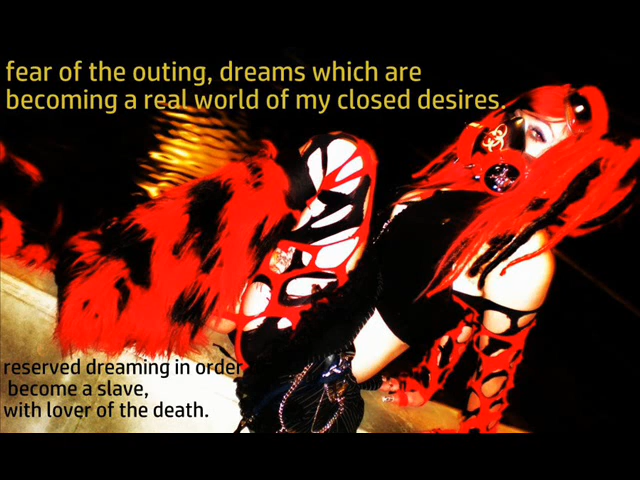 fear of the outing, dreams which are
becoming a real world of my closed desires.
reserved dreaming in order
become a slave,
with lover of the death.